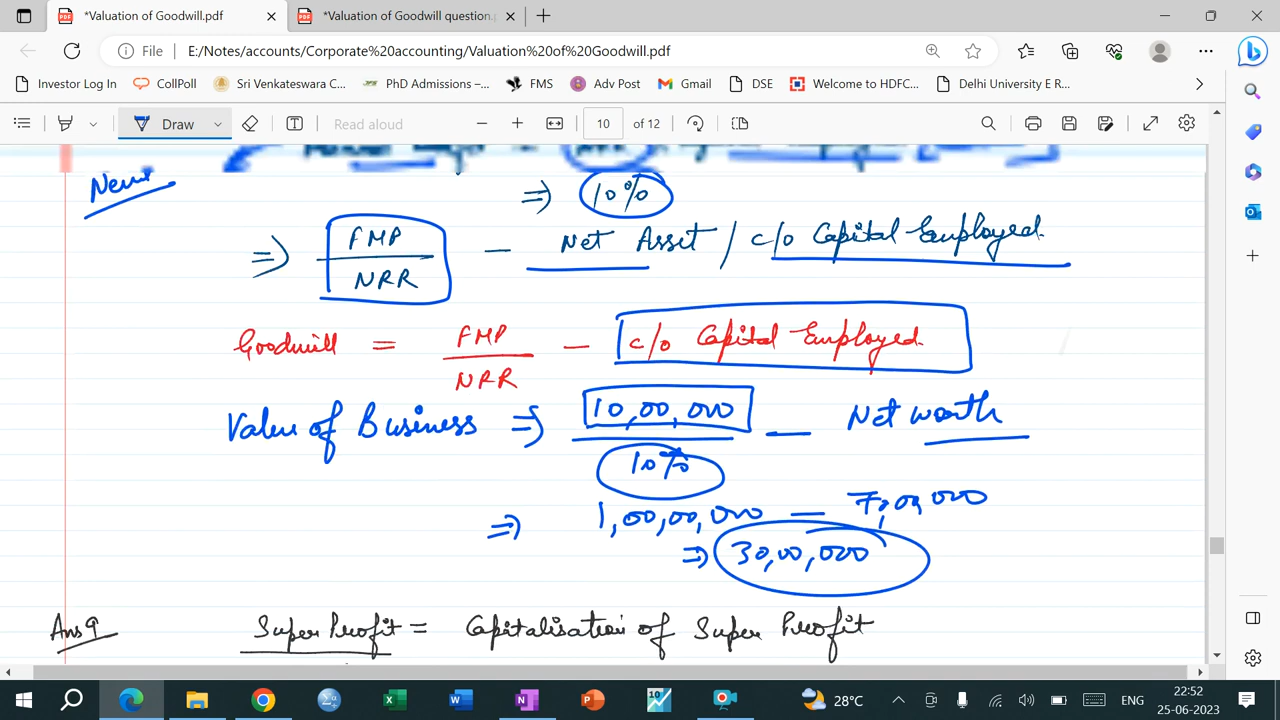 *Valuation of Goodwill.pdf
*Valuation of Goodwill question.
File E:/Notes/accounts/Corporate%20accounting/Valuation%20of%20Goodwill.pdf
Investor Log In CollPoll Sri Venkateswara C... PhD Admissions –... FMS Adv Post Gmail DSE Welcome to HDFC... Delhi University E R...
Draw Read aloud 10 of 12
⇒ 10%
⇒ FMP / NRR – Net Asset / c/o Capital Employed.
Goodwill = FMP / NRR – c/o Capital Employed.
Value of Business ⇒ 10,00,000 / 10% – Net worth
⇒ 1,00,00,000 –
⇒ 30,00,000
Ans 9 Super Profit = Capitalisation of Super Profit
28°C ENG 22:52
25-06-2023